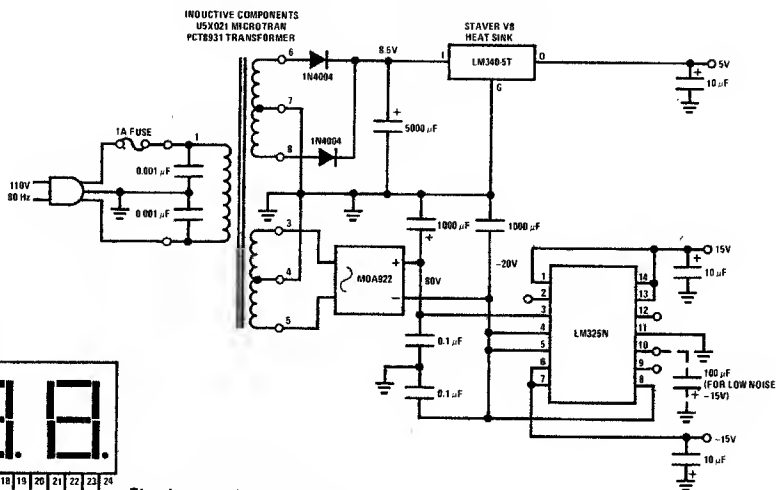 INDUCTIVE COMPONENTS
U5X021 MICROTRAN
PCT8931 TRANSFORMER
STAVER V8
HEAT SINK
1A FUSE
1
0.001 μF
0.001 μF
110V
80 Hz
6
7
8
1N4004
1N4004
8.5V
+
5000 μF
I
LM340-5T
O
G
5V
+
10 μF
3
4
5
MDA922
+
−
80V
1000 μF
+
1000 μF
−20V
0.1 μF
0.1 μF
1
2
3
4
5
6
7
LM325N
14
13
12
11
10
9
8
15V
+
10 μF
100 μF
(FOR LOW NOISE
+ −15V)
−15V
10 μF
+
18 19 20 21 22 23 24